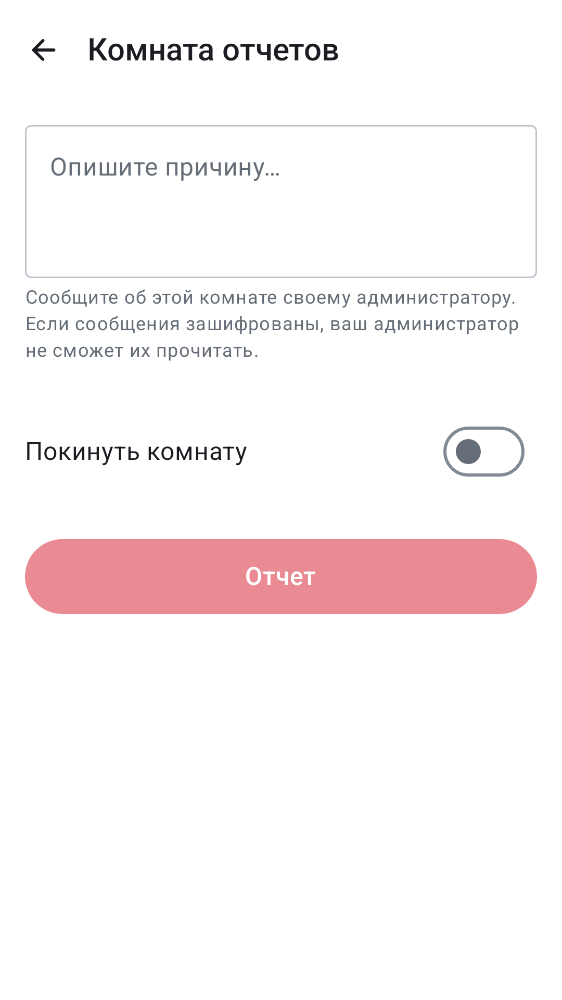 Комната отчетов
Опишите причину...
Сообщите об этой комнате своему администратору.
Если сообщения зашифрованы, ваш администратор
не сможет их прочитать.
Покинуть комнату
Отчет